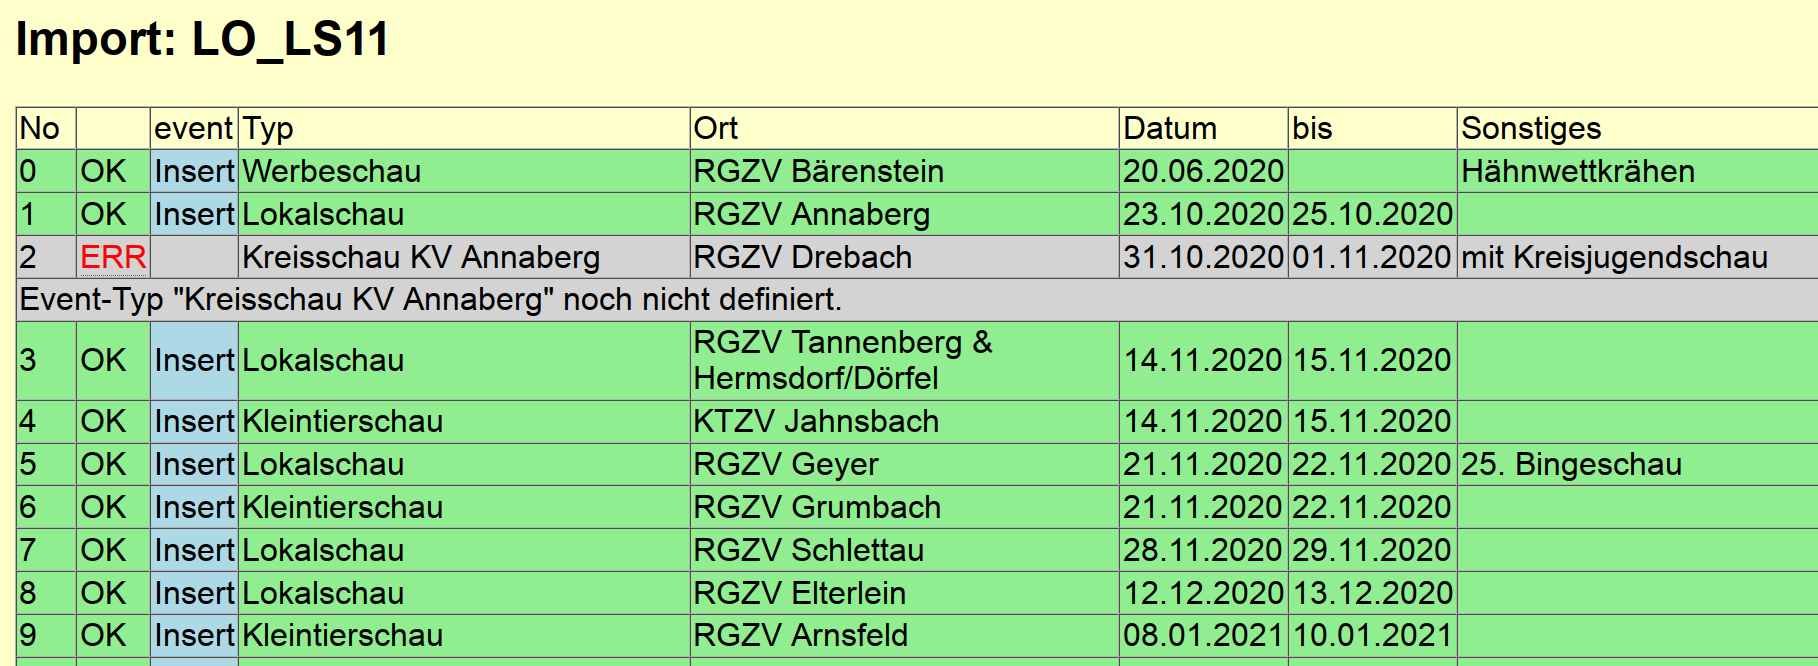 Import: LO_LS11
No event Typ Ort Datum bis Sonstiges
0 OK Insert Werbeschau RGZV Bärenstein 20.06.2020 Hähnwettkrähen
1 OK Insert Lokalschau RGZV Annaberg 23.10.2020 25.10.2020
2 ERR Kreisschau KV Annaberg RGZV Drebach 31.10.2020 01.11.2020 mit Kreisjugendschau
Event-Typ "Kreisschau KV Annaberg" noch nicht definiert.
3 OK Insert Lokalschau RGZV Tannenberg & 14.11.2020 15.11.2020
Hermsdorf/Dörfel
4 OK Insert Kleintierschau KTZV Jahnsbach 14.11.2020 15.11.2020
5 OK Insert Lokalschau RGZV Geyer 21.11.2020 22.11.2020 25. Bingeschau
6 OK Insert Kleintierschau RGZV Grumbach 21.11.2020 22.11.2020
7 OK Insert Lokalschau RGZV Schlettau 28.11.2020 29.11.2020
8 OK Insert Lokalschau RGZV Elterlein 12.12.2020 13.12.2020
9 OK Insert Kleintierschau RGZV Arnsfeld 08.01.2021 10.01.2021